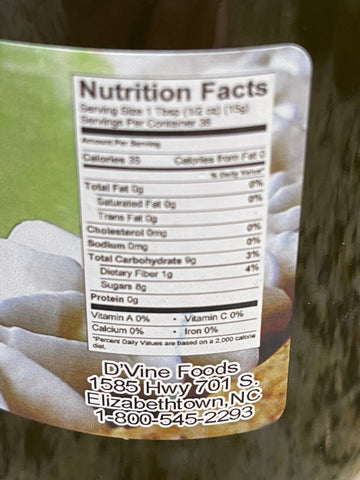 Nutrition Facts
Serving Size 1 Tbsp (1/2 oz) (15g)
Servings Per Container 38
Amount Per Serving
Calories 35 Calories from Fat 0
% Daily Value*
Total Fat 0g 0%
Saturated Fat 0g 0%
Trans Fat 0g
Cholesterol 0mg 0%
Sodium 0mg 0%
Total Carbohydrate 9g 3%
Dietary Fiber 1g 4%
Sugars 8g
Protein 0g
Vitamin A 0% • Vitamin C 0%
Calcium 0% • Iron 0%
*Percent Daily Values are based on a 2,000 calorie
diet.
D'Vine Foods
1585 Hwy 701 S.
Elizabethtown, NC
1-800-545-2293